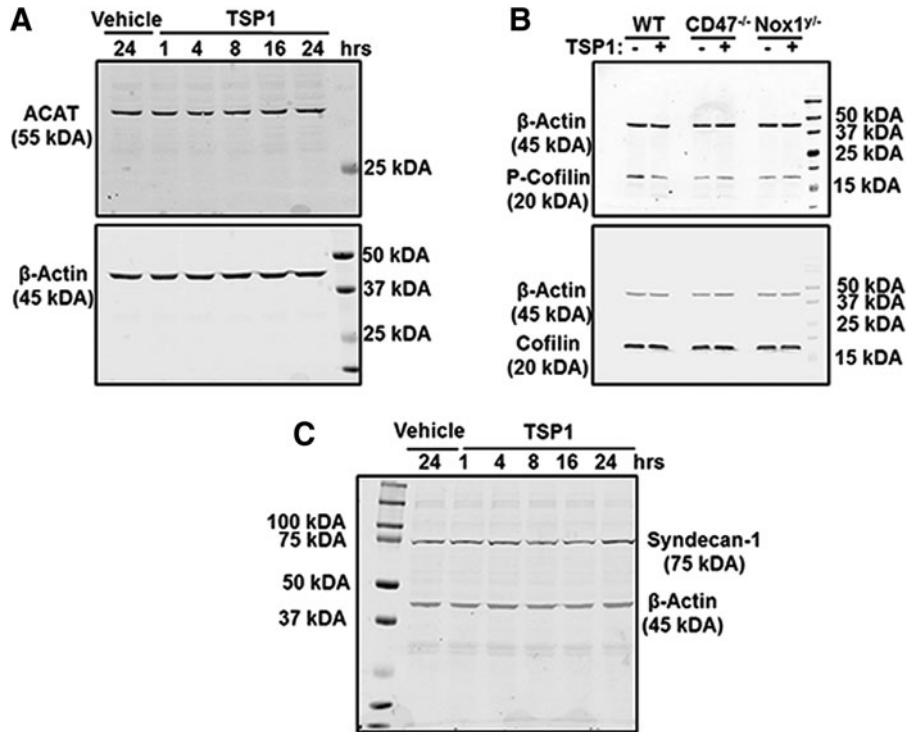 A
Vehicle TSP1
24 1 4 8 16 24 hrs
ACAT
(55 kDA)
25 kDA
50 kDA
β-Actin
(45 kDA)
37 kDA
25 kDA
B
WT CD47-/- Nox1y/-
TSP1: - + - + - +
β-Actin
(45 kDA)
P-Cofilin
(20 kDA)
50 kDA
37 kDA
25 kDA
15 kDA
β-Actin
(45 kDA)
Cofilin
(20 kDA)
50 kDA
37 kDA
25 kDA
15 kDA
C
Vehicle TSP1
24 1 4 8 16 24 hrs
100 kDA
75 kDA
50 kDA
37 kDA
Syndecan-1
(75 kDA)
β-Actin
(45 kDA)